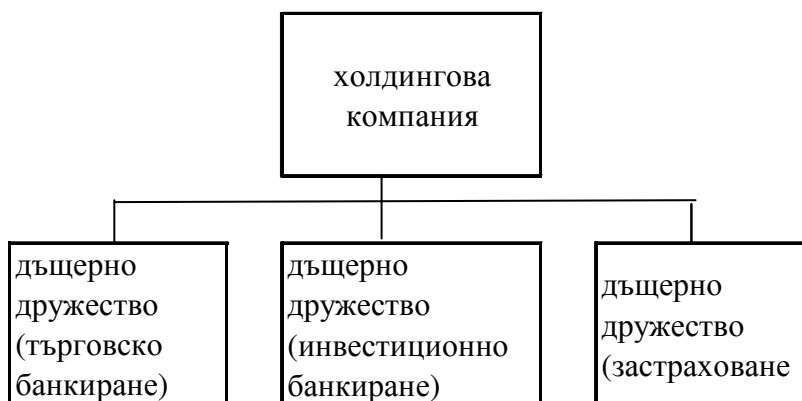 холдингова
компания
дъщерно
дружество
(търговско
банкиране)
дъщерно
дружество
(инвестиционно
банкиране)
дъщерно
дружество
(застраховане